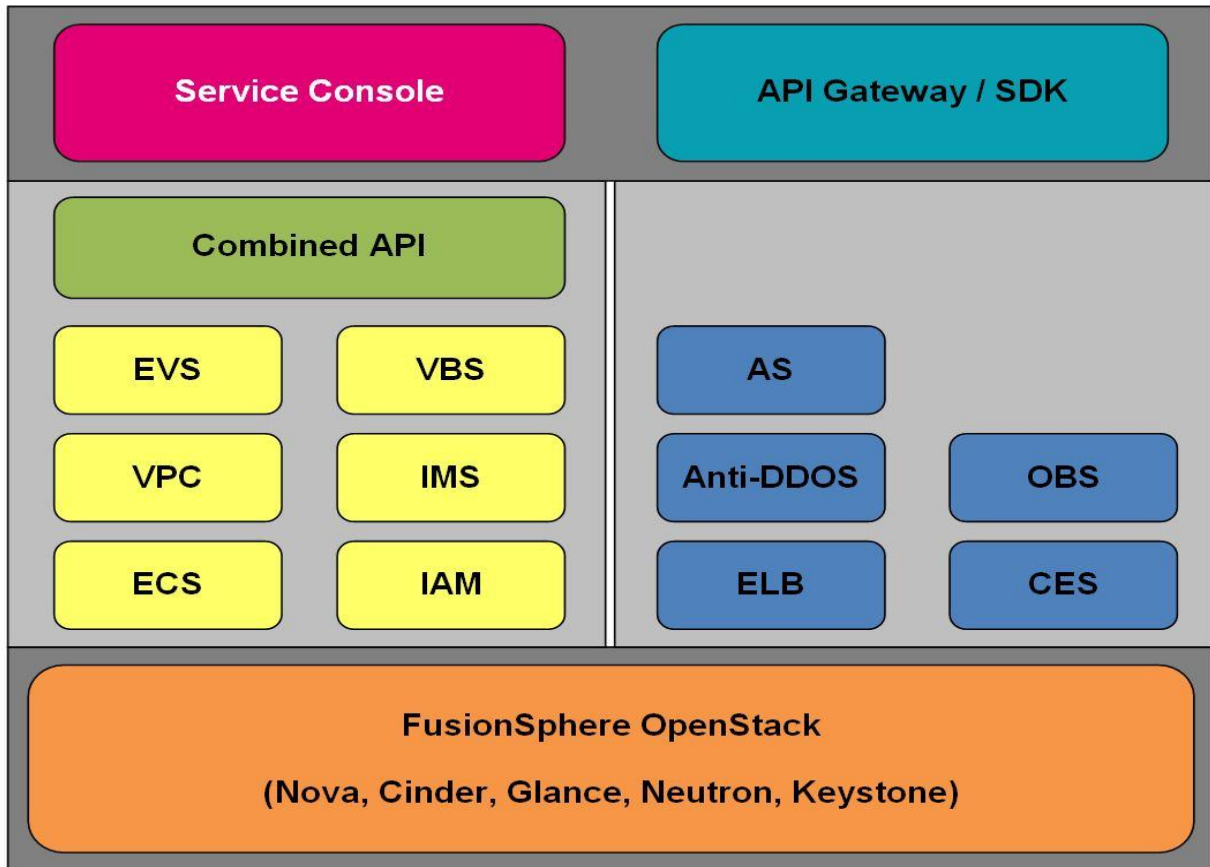 Service Console
API Gateway / SDK
Combined API
EVS
VBS
VPC
IMS
ECS
IAM
AS
Anti-DDOS
OBS
ELB
CES
FusionSphere OpenStack
(Nova, Cinder, Glance, Neutron, Keystone)